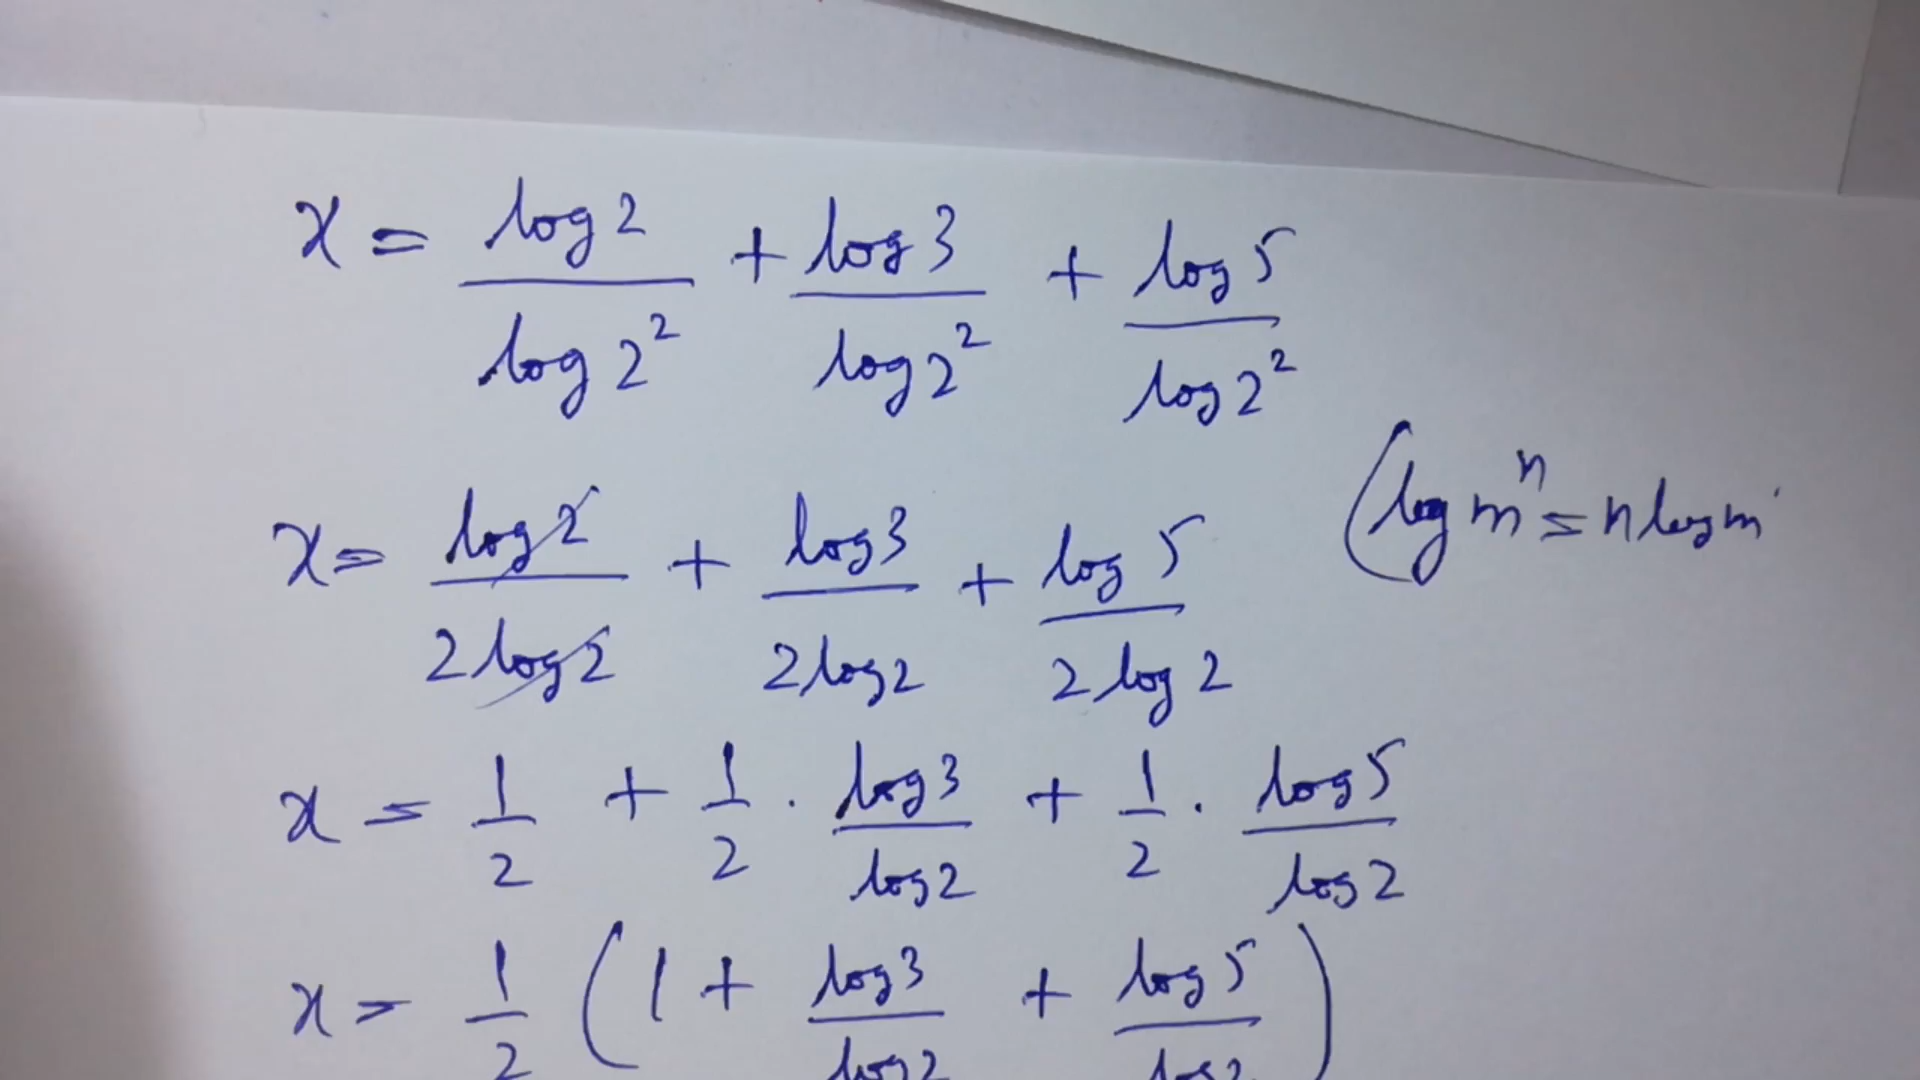 x = log 2 / log 2² + log 3 / log 2² + log 5 / log 2²
(log mⁿ = n log m
x = log 2 / 2 log 2 + log 3 / 2 log 2 + log 5 / 2 log 2
x = 1/2 + 1/2 · log 3 / log 2 + 1/2 · log 5 / log 2
x = 1/2 (1 + log 3 / log 2 + log 5 / log 2)